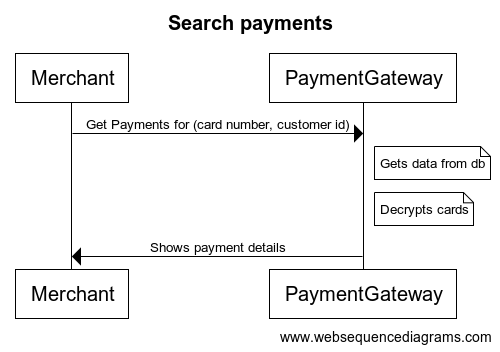 Search payments
Merchant
PaymentGateway
Get Payments for (card number, customer id)
Gets data from db
Decrypts cards
Shows payment details
Merchant
PaymentGateway
www.websequencediagrams.com